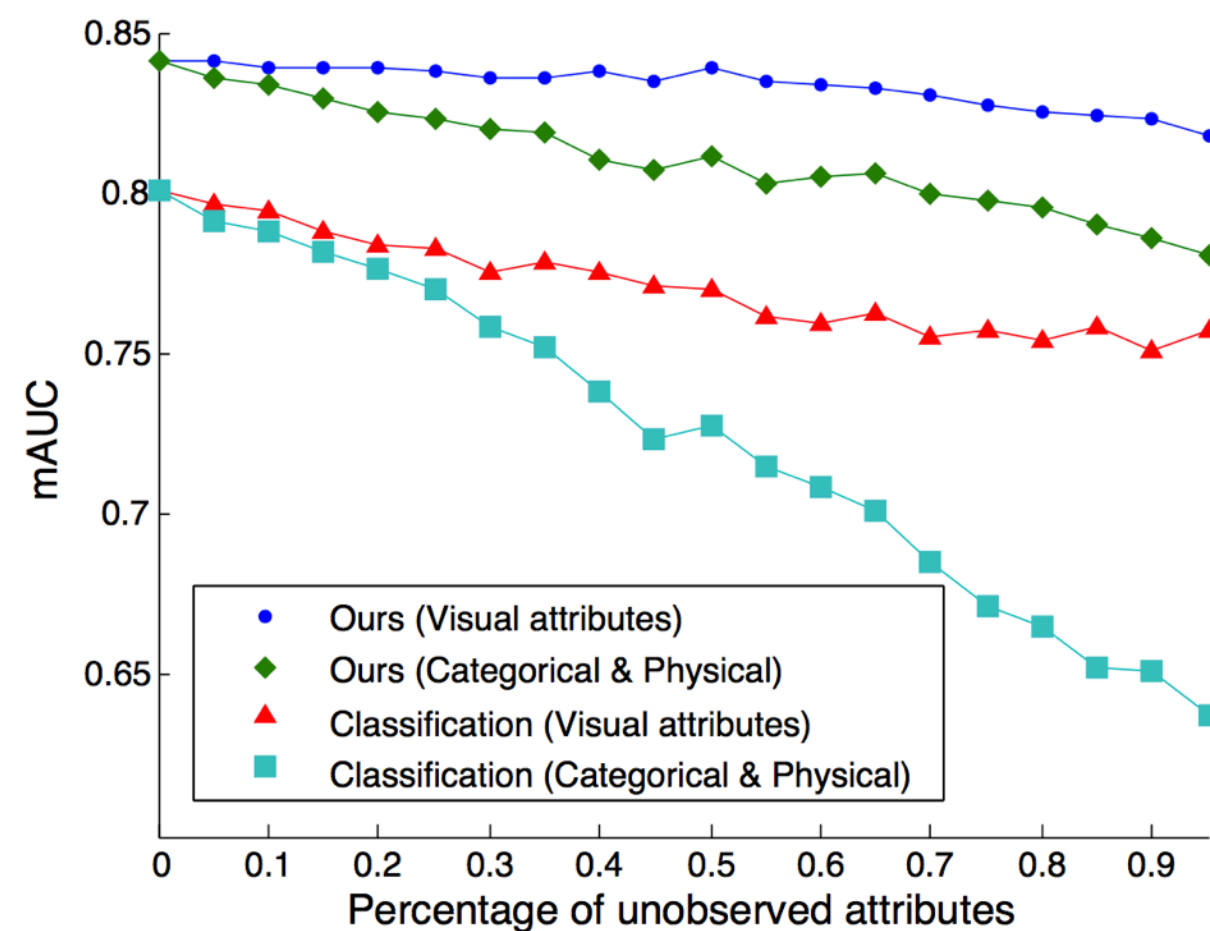 0.85
0.8
0.75
0.7
0.65
mAUC
Ours (Visual attributes)
Ours (Categorical & Physical)
Classification (Visual attributes)
Classification (Categorical & Physical)
0 0.1 0.2 0.3 0.4 0.5 0.6 0.7 0.8 0.9
Percentage of unobserved attributes